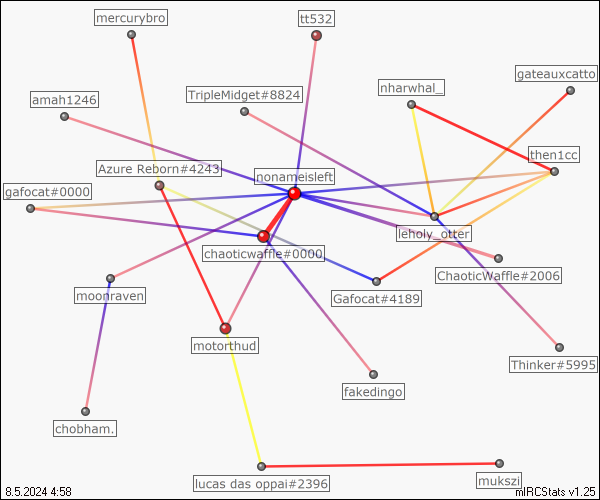 mercurybro
tt532
gateauxcatto
nharwhal_
TripleMidget#8824
amah1246
then1cc
Azure Reborn#4243
nonameisleft
gafocat#0000
leholy_otter
chaoticwaffle#0000
ChaoticWaffle#2006
moonraven
Gafocat#4189
motorthud
Thinker#5995
fakedingo
chobham.
lucas das oppai#2396
mukszi
8.5.2024 4:58
mIRCStats v1.25